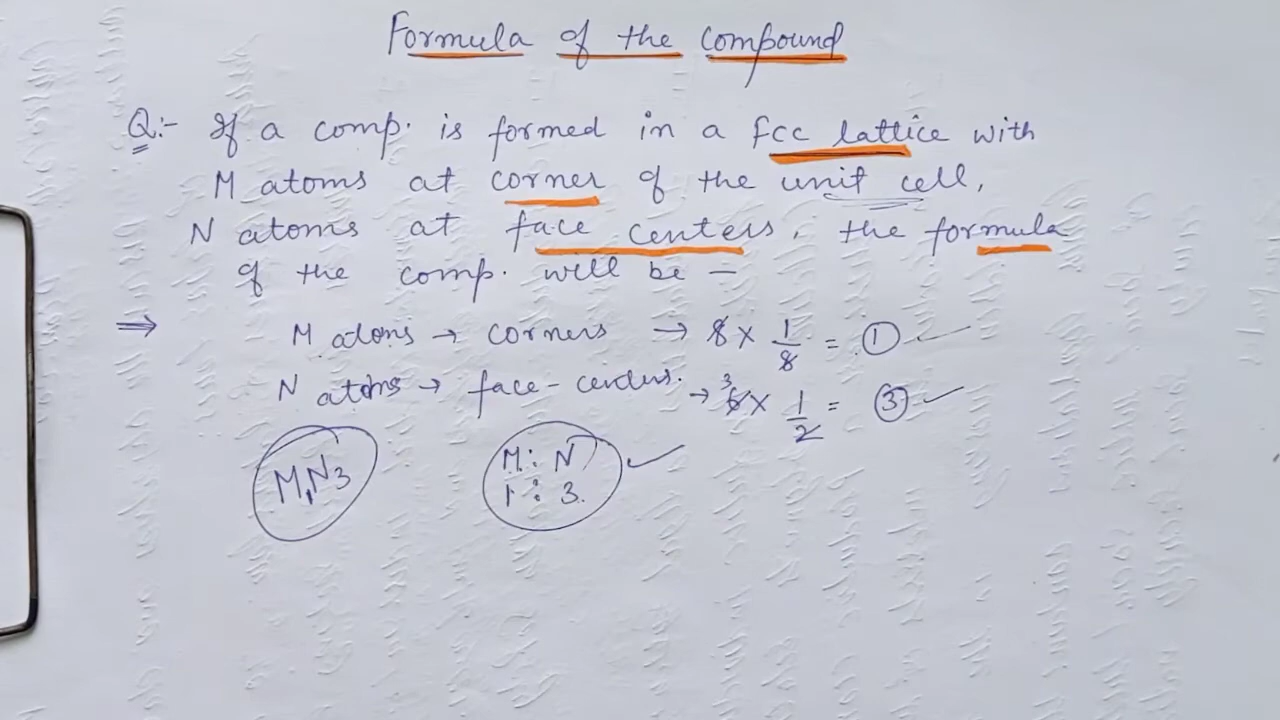 Formula of the compound
Q:- If a comp. is formed in a fcc lattice with
M atoms at corner of the unit cell,
N atoms at face centers, the formula
of the comp. will be —
⇒ M atoms → corners → 8 × 1/8 = 1 ✓
N atoms → face-centers. → 6 3 × 1/2 = 3 ✓
M₁N₃
M : N ✓
1 : 3.